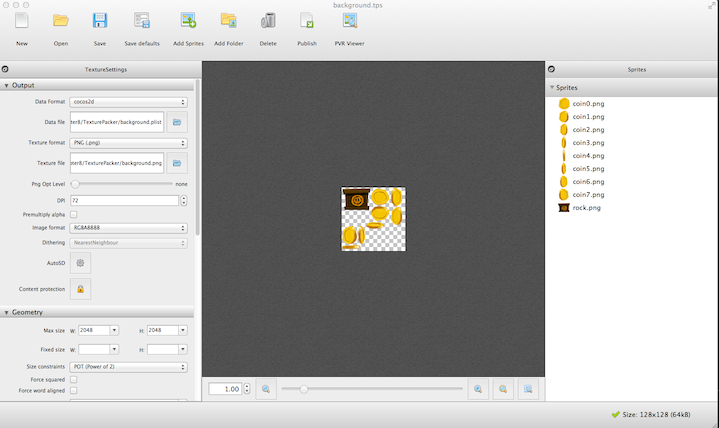 background.tps
New Open Save Save defaults Add Sprites Add Folder Delete Publish PVR Viewer
TextureSettings
Output
Data Format cocos2d
Data file ter8/TexturePacker/background.plist
Texture format PNG (.png)
Texture file ter8/TexturePacker/background.png
Png Opt Level none
DPI 72
Premultiply alpha
Image format RGBA8888
Dithering NearestNeighbour
AutoSD
Content protection
Geometry
Max size W: 2048 H: 2048
Fixed size W: H:
Size constraints POT (Power of 2)
Force squared
Force word aligned
1.00
Sprites
Sprites
coin0.png
coin1.png
coin2.png
coin3.png
coin4.png
coin5.png
coin6.png
coin7.png
rock.png
Size: 128x128 (64kB)